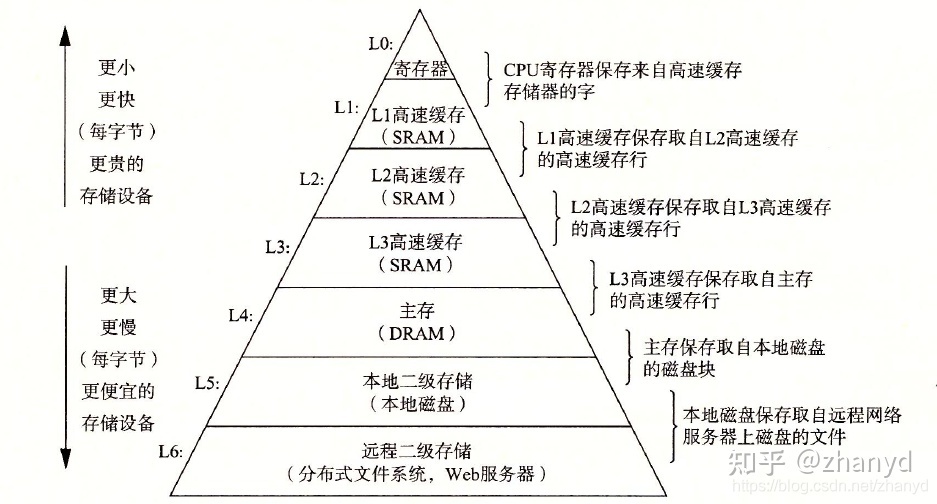 L0:
寄存器
CPU寄存器保存来自高速缓存
存储器的字
更小
更快
（每字节）
更贵的
存储设备
L1:
L1高速缓存
（SRAM）
L1高速缓存保存取自L2高速缓存
的高速缓存行
L2:
L2高速缓存
（SRAM）
L2高速缓存保存取自L3高速缓存
的高速缓存行
L3:
L3高速缓存
（SRAM）
L3高速缓存保存取自主存
的高速缓存行
更大
更慢
（每字节）
更便宜的
存储设备
L4:
主存
（DRAM）
主存保存取自本地磁盘
的磁盘块
L5:
本地二级存储
（本地磁盘）
本地磁盘保存取自远程网络
服务器上磁盘的文件
L6:
远程二级存储
（分布式文件系统，Web服务器）
知乎 @zhanyd
https://blog.csdn.net/zhanyd